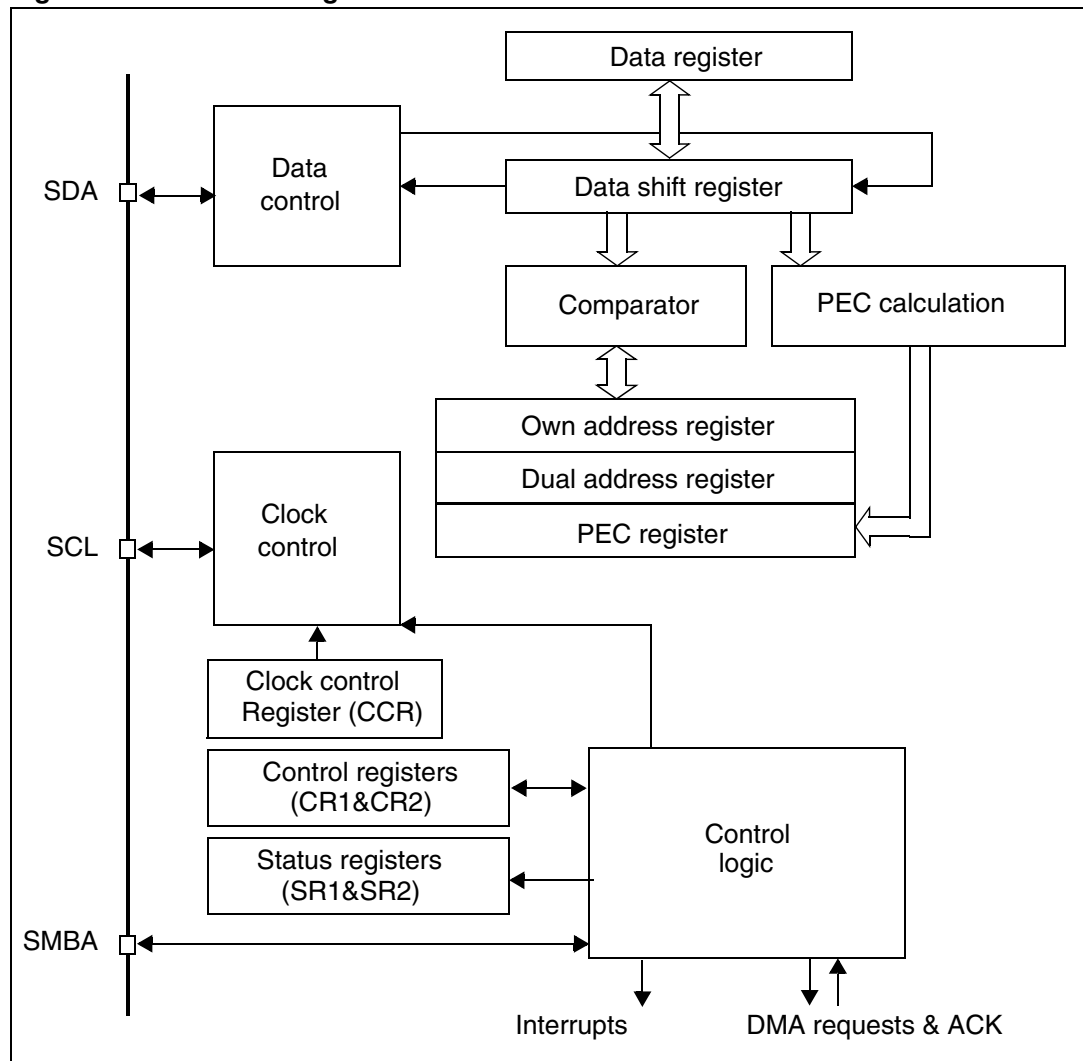 Data register
Data
control
SDA
Data shift register
Comparator
PEC calculation
Own address register
Dual address register
PEC register
Clock
control
SCL
Clock control
Register (CCR)
Control registers
(CR1&CR2)
Status registers
(SR1&SR2)
Control
logic
SMBA
Interrupts
DMA requests & ACK